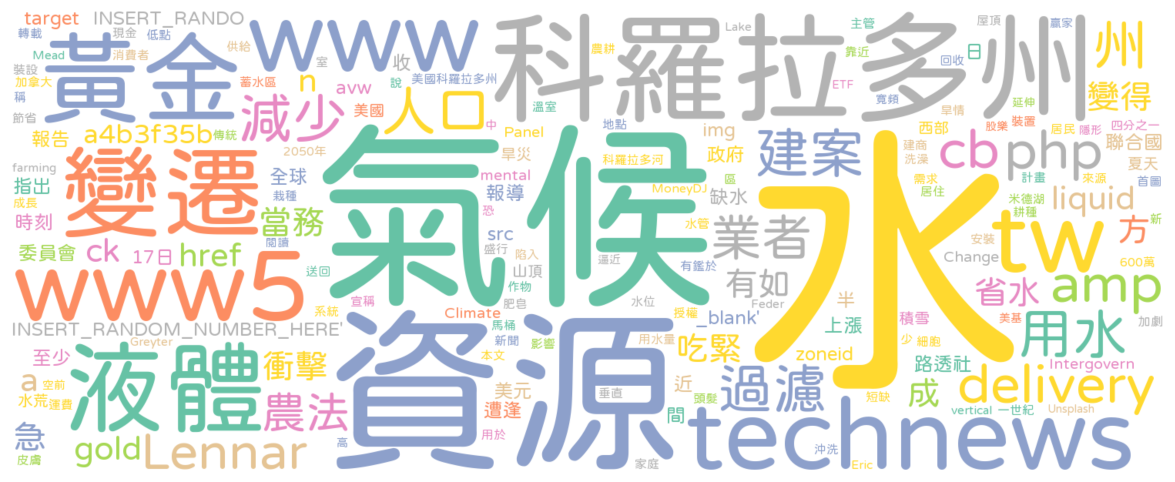 target INSERT_RANDO
轉載 現金 低點
Mead 消費者 供給
黃金 www 科羅拉多州 州
Lake 主管 屋頂 贏家
農耕 靠近 日 回收
裝設 室 收 說
加拿大 蓄水區 n avw 美國科羅拉多州
稱 ETF 寬頻 延伸 變得
節省 減少 美國 人口 溫室 旱情
報告 a4b3f35b 傳統 中 地點 img 西部 股樂 裝置 居民 隱形 四分之一
2050年 Panel 旱災 科羅拉多河 政府 建案 建商 洗澡 cb php 聯合國
farming 變遷 全球 mental 氣候 水 夏天
指出 成長 栽種 報導 MoneyDJ 區 需求 計畫 來源 首圖
時刻 當務 恐 缺水 居住 米德湖 liquid
委員會 ck 17日 href 閱讀 src 盛行 水管 業者 耕種 tw 方 新
送回 陷入 山頂 逼近 有鑑於 安裝 Change 600萬
www5 作物 有如 半 省水 amp
系統 宣稱 肥皂 水位 Feder 積雪 美基 加劇
INSERT_RANDOM_NUMBER_HERE' Climate 授權 _blank' 上漲 用水
Greyter 馬桶 新聞 影響 用水量 吃緊 少 細胞
至少 液體 衝擊 本文 資源 zoneid 路透社 Intergovern
a 空前 美元 垂直 近 過濾 短缺 成 delivery
水荒 運費 農法 遭逢 頭髮 間 vertical 一世紀 Unsplash
急 gold Lennar 高 用於 technews
皮膚 家庭 沖洗 Eric